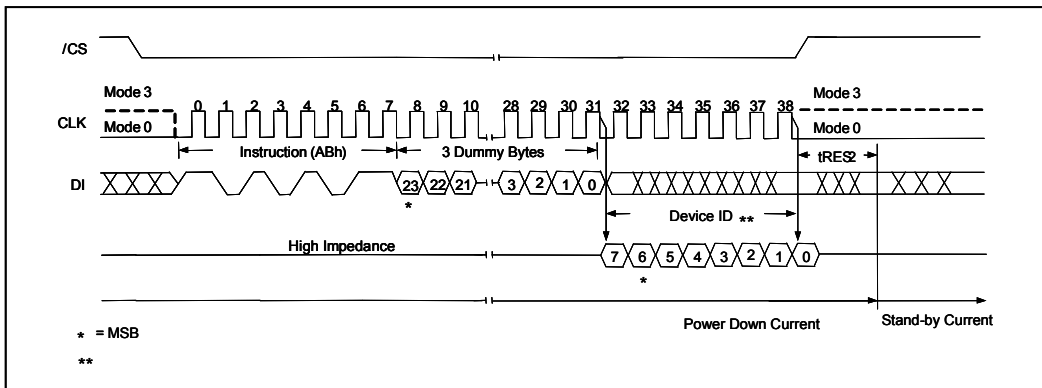 /CS
Mode 3
Mode 3
0 1 2 3 4 5 6 7 8 9 10 28 29 30 31 32 33 34 35 36 37 38
CLK
Mode 0
Mode 0
Instruction (ABh)
3 Dummy Bytes
tRES2
DI
23 22 21 3 2 1 0
*
Device ID **
High Impedance
7 6 5 4 3 2 1 0
*
Power Down Current
Stand-by Current
* = MSB
**